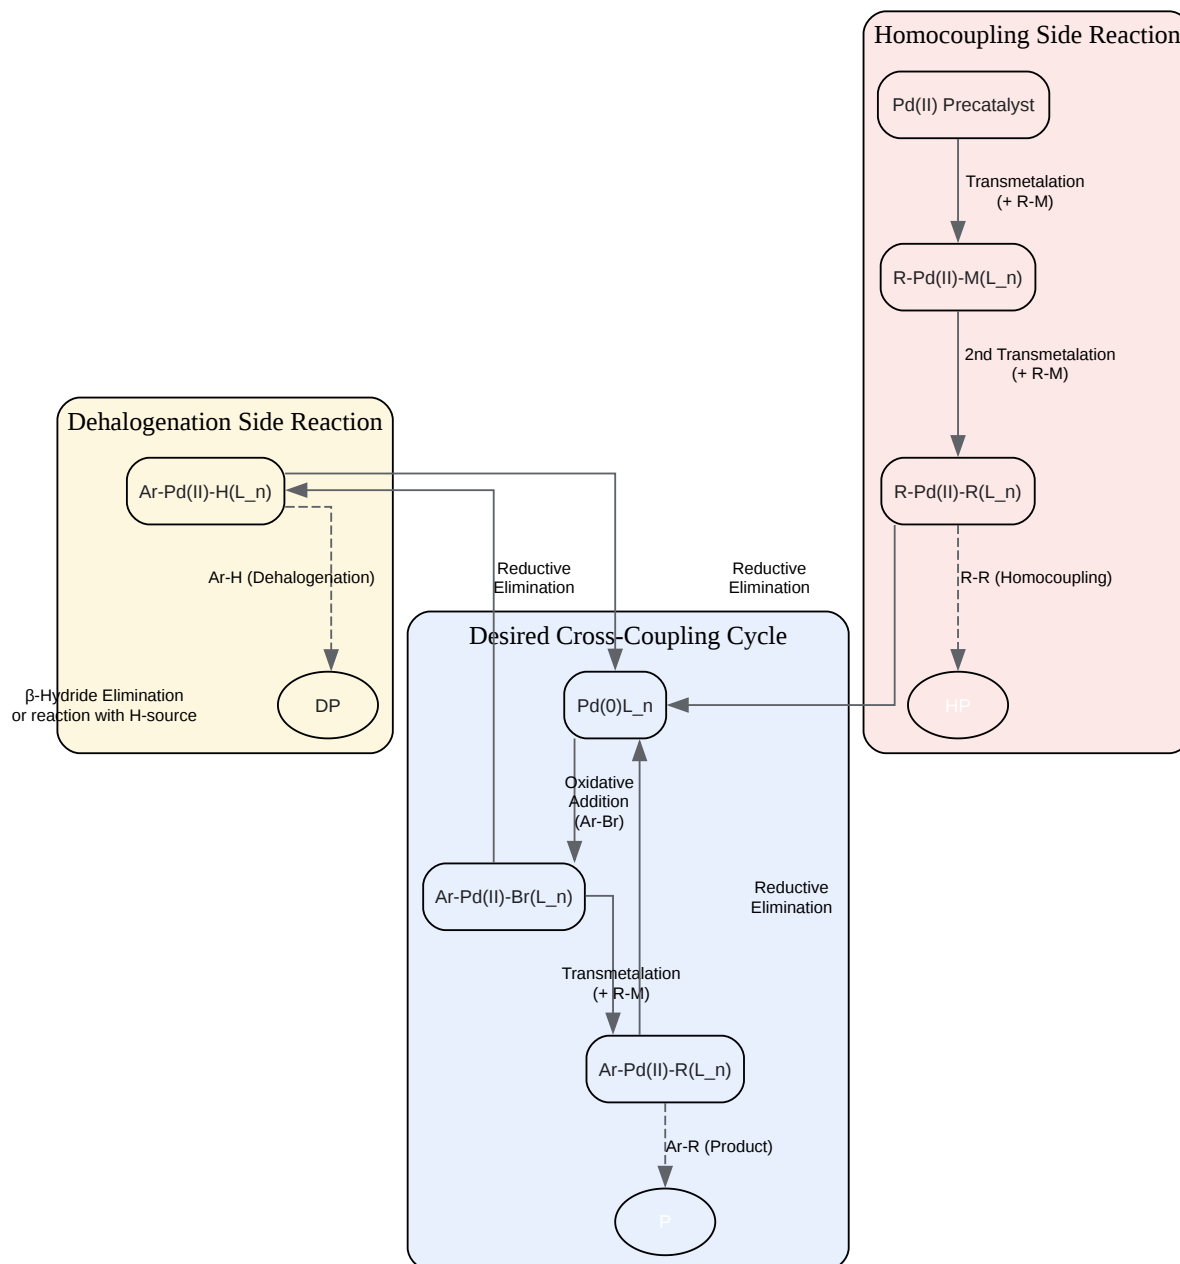 Homocoupling Side Reaction
Pd(II) Precatalyst
Transmetalation
(+ R-M)
R-Pd(II)-M(L_n)
2nd Transmetalation
(+ R-M)
R-Pd(II)-R(L_n)
R-R (Homocoupling)
HP
Dehalogenation Side Reaction
Ar-Pd(II)-H(L_n)
Ar-H (Dehalogenation)
β-Hydride Elimination
or reaction with H-source
DP
Reductive
Elimination
Reductive
Elimination
Desired Cross-Coupling Cycle
Pd(0)L_n
Oxidative
Addition
(Ar-Br)
Ar-Pd(II)-Br(L_n)
Reductive
Elimination
Transmetalation
(+ R-M)
Ar-Pd(II)-R(L_n)
Ar-R (Product)
P